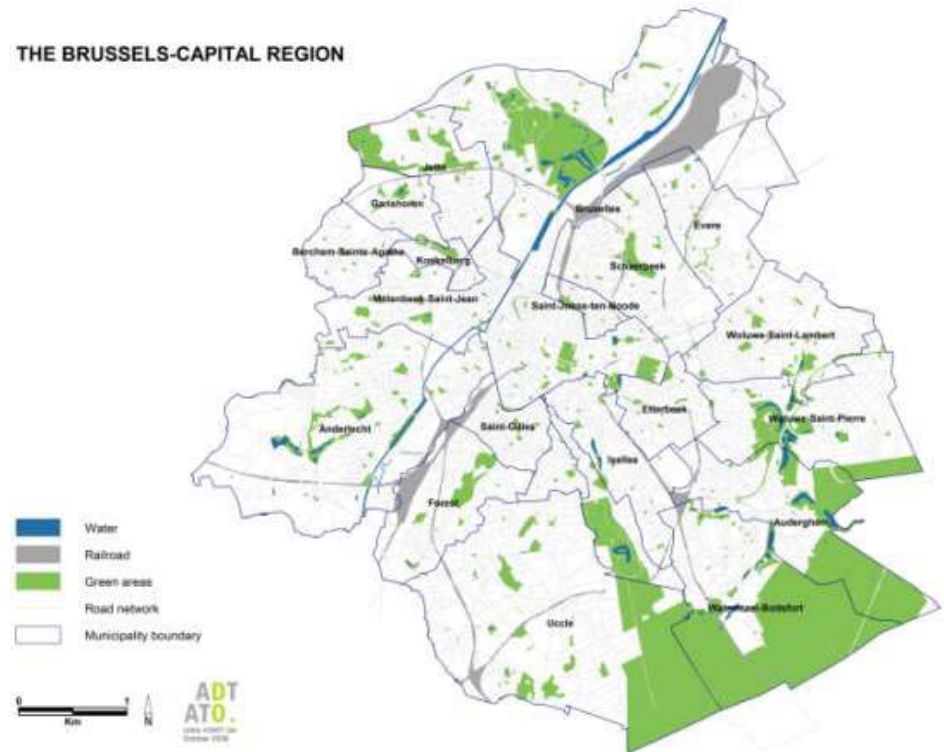 THE BRUSSELS-CAPITAL REGION
Jette
Ganshoren
Bruxelles
Evere
Berchem-Sainte-Agathe
Koekelberg
Schaerbeek
Molenbeek-Saint-Jean
Saint-Josse-ten-Noode
Woluwe-Saint-Lambert
Etterbeek
Woluwe-Saint-Pierre
Anderlecht
Saint-Gilles
Ixelles
Forest
Auderghem
Watermael-Boitsfort
Uccle
Water
Railroad
Green areas
Road network
Municipality boundary
0 1
Km
N
ADT
ATO.
October 2008